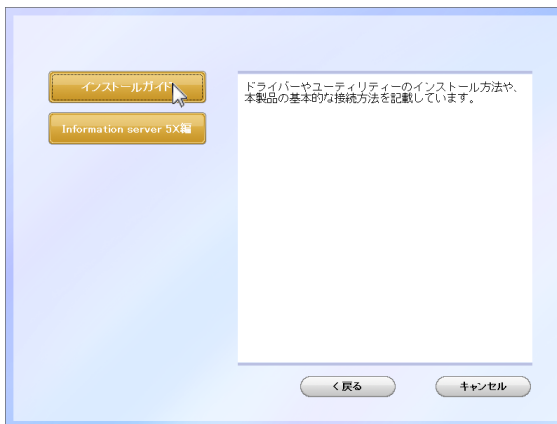 インストールガイド
Information server 5X編
ドライバーやユーティリティーのインストール方法や、
本製品の基本的な接続方法を記載しています。
< 戻る
キャンセル